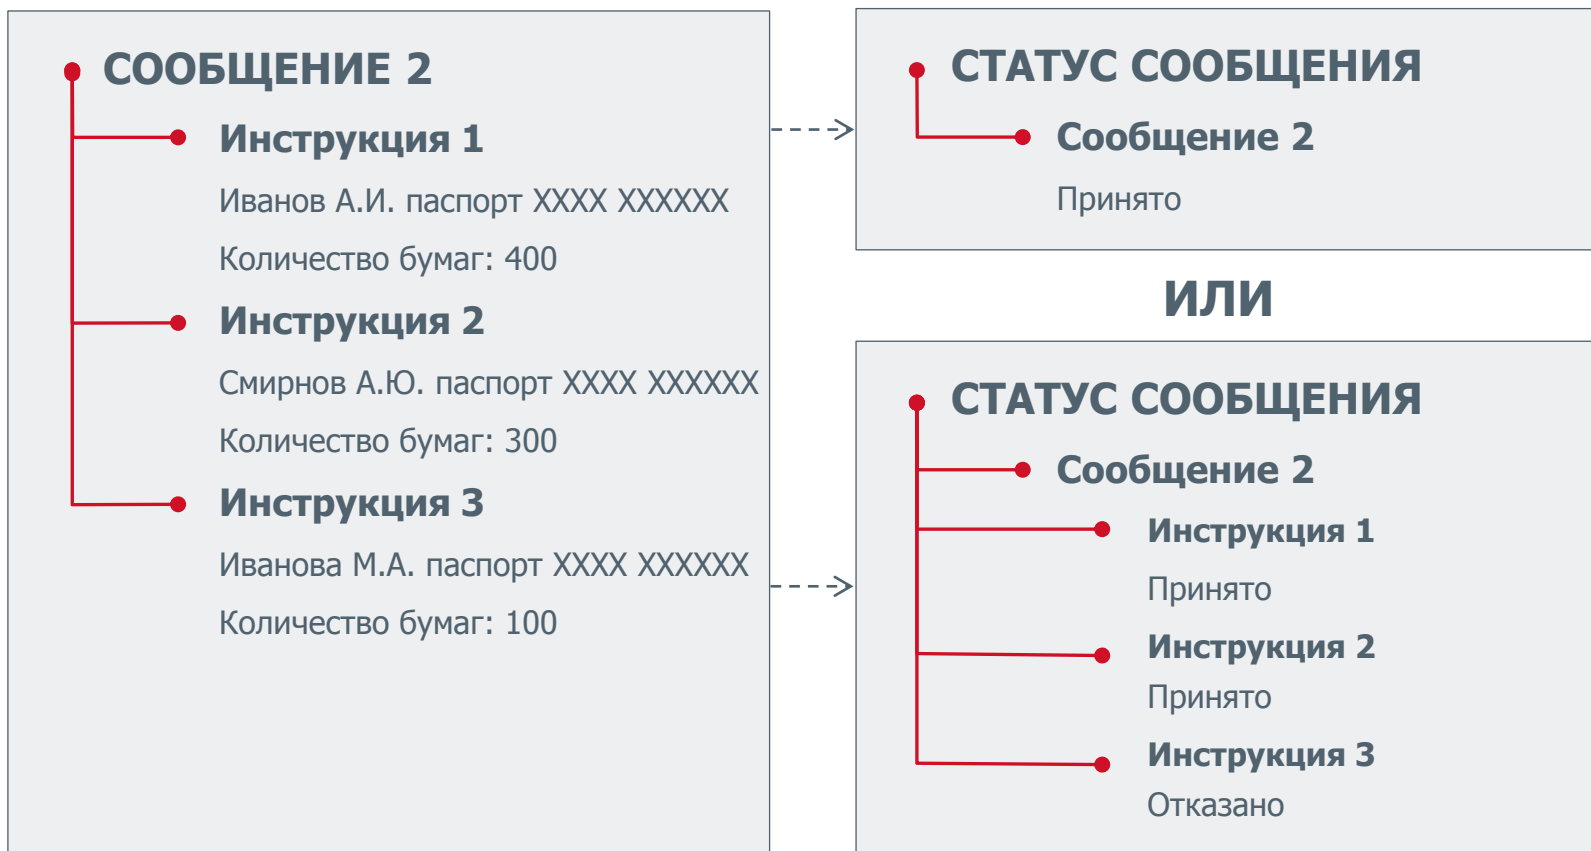 СООБЩЕНИЕ 2
Инструкция 1
Иванов А.И. паспорт XXXX XXXXXX
Количество бумаг: 400
Инструкция 2
Смирнов А.Ю. паспорт XXXX XXXXXX
Количество бумаг: 300
Инструкция 3
Иванова М.А. паспорт XXXX XXXXXX
Количество бумаг: 100
СТАТУС СООБЩЕНИЯ
Сообщение 2
Принято
ИЛИ
СТАТУС СООБЩЕНИЯ
Сообщение 2
Инструкция 1
Принято
Инструкция 2
Принято
Инструкция 3
Отказано